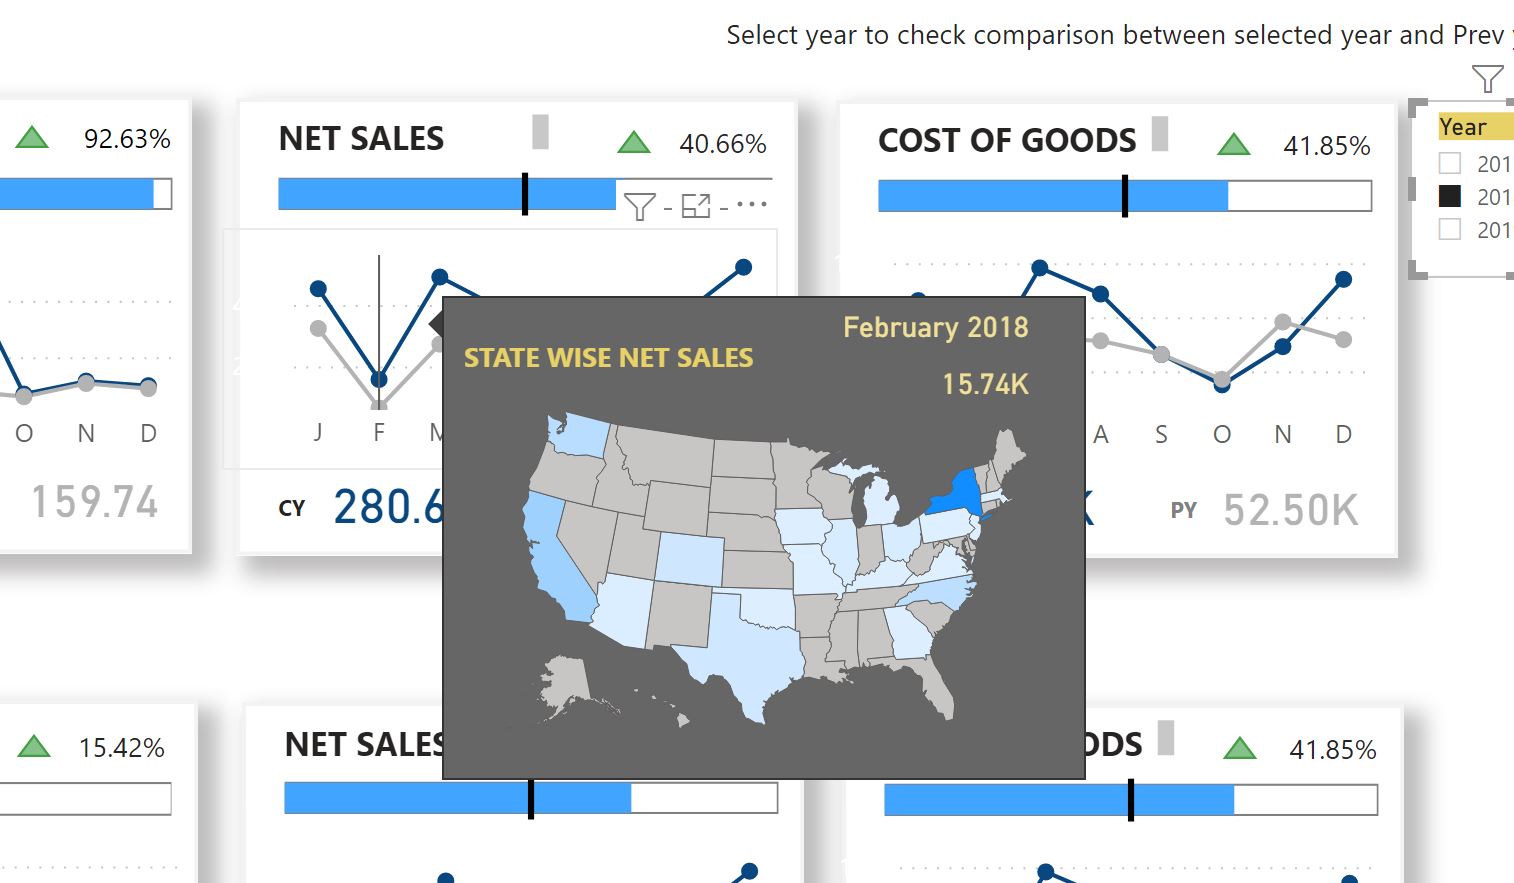 Select year to check comparison between selected year and Prev
92.63%
NET SALES
40.66%
COST OF GOODS
41.85%
Year
201
201
201
February 2018
STATE WISE NET SALES
15.74K
O N D
J F M
A S O N D
159.74
CY 280.6
K
PY 52.50K
15.42%
NET SALES
ODS
41.85%